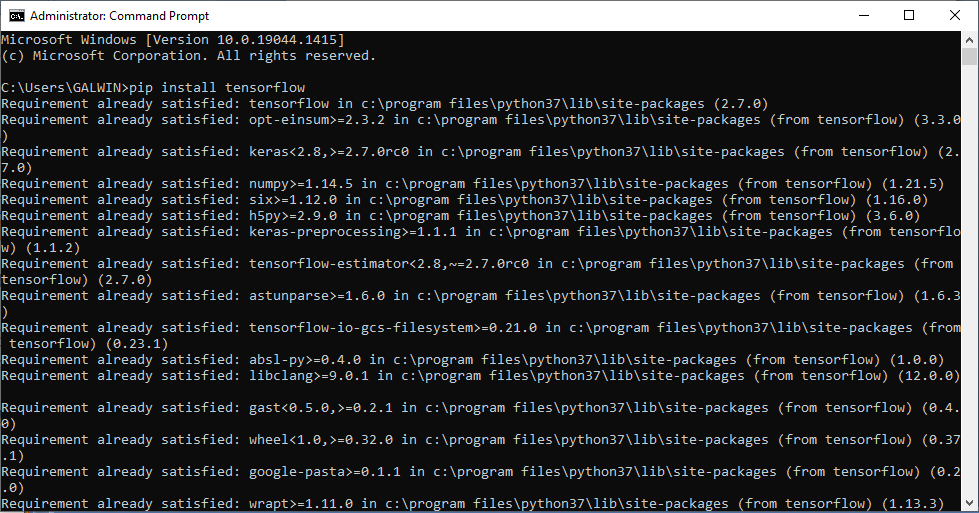 Administrator: Command Prompt
Microsoft Windows [Version 10.0.19044.1415]
(c) Microsoft Corporation. All rights reserved.
C:\Users\GALWIN>pip install tensorflow
Requirement already satisfied: tensorflow in c:\program files\python37\lib\site-packages (2.7.0)
Requirement already satisfied: opt-einsum>=2.3.2 in c:\program files\python37\lib\site-packages (from tensorflow) (3.3.0
)
Requirement already satisfied: keras<2.8,>=2.7.0rc0 in c:\program files\python37\lib\site-packages (from tensorflow) (2.
7.0)
Requirement already satisfied: numpy>=1.14.5 in c:\program files\python37\lib\site-packages (from tensorflow) (1.21.5)
Requirement already satisfied: six>=1.12.0 in c:\program files\python37\lib\site-packages (from tensorflow) (1.16.0)
Requirement already satisfied: h5py>=2.9.0 in c:\program files\python37\lib\site-packages (from tensorflow) (3.6.0)
Requirement already satisfied: keras-preprocessing>=1.1.1 in c:\program files\python37\lib\site-packages (from tensorflo
w) (1.1.2)
Requirement already satisfied: tensorflow-estimator<2.8,~=2.7.0rc0 in c:\program files\python37\lib\site-packages (from
tensorflow) (2.7.0)
Requirement already satisfied: astunparse>=1.6.0 in c:\program files\python37\lib\site-packages (from tensorflow) (1.6.3
)
Requirement already satisfied: tensorflow-io-gcs-filesystem>=0.21.0 in c:\program files\python37\lib\site-packages (from
 tensorflow) (0.23.1)
Requirement already satisfied: absl-py>=0.4.0 in c:\program files\python37\lib\site-packages (from tensorflow) (1.0.0)
Requirement already satisfied: libclang>=9.0.1 in c:\program files\python37\lib\site-packages (from tensorflow) (12.0.0)
Requirement already satisfied: gast<0.5.0,>=0.2.1 in c:\program files\python37\lib\site-packages (from tensorflow) (0.4.
0)
Requirement already satisfied: wheel<1.0,>=0.32.0 in c:\program files\python37\lib\site-packages (from tensorflow) (0.37
.1)
Requirement already satisfied: google-pasta>=0.1.1 in c:\program files\python37\lib\site-packages (from tensorflow) (0.2
.0)
Requirement already satisfied: wrapt>=1.11.0 in c:\program files\python37\lib\site-packages (from tensorflow) (1.13.3)